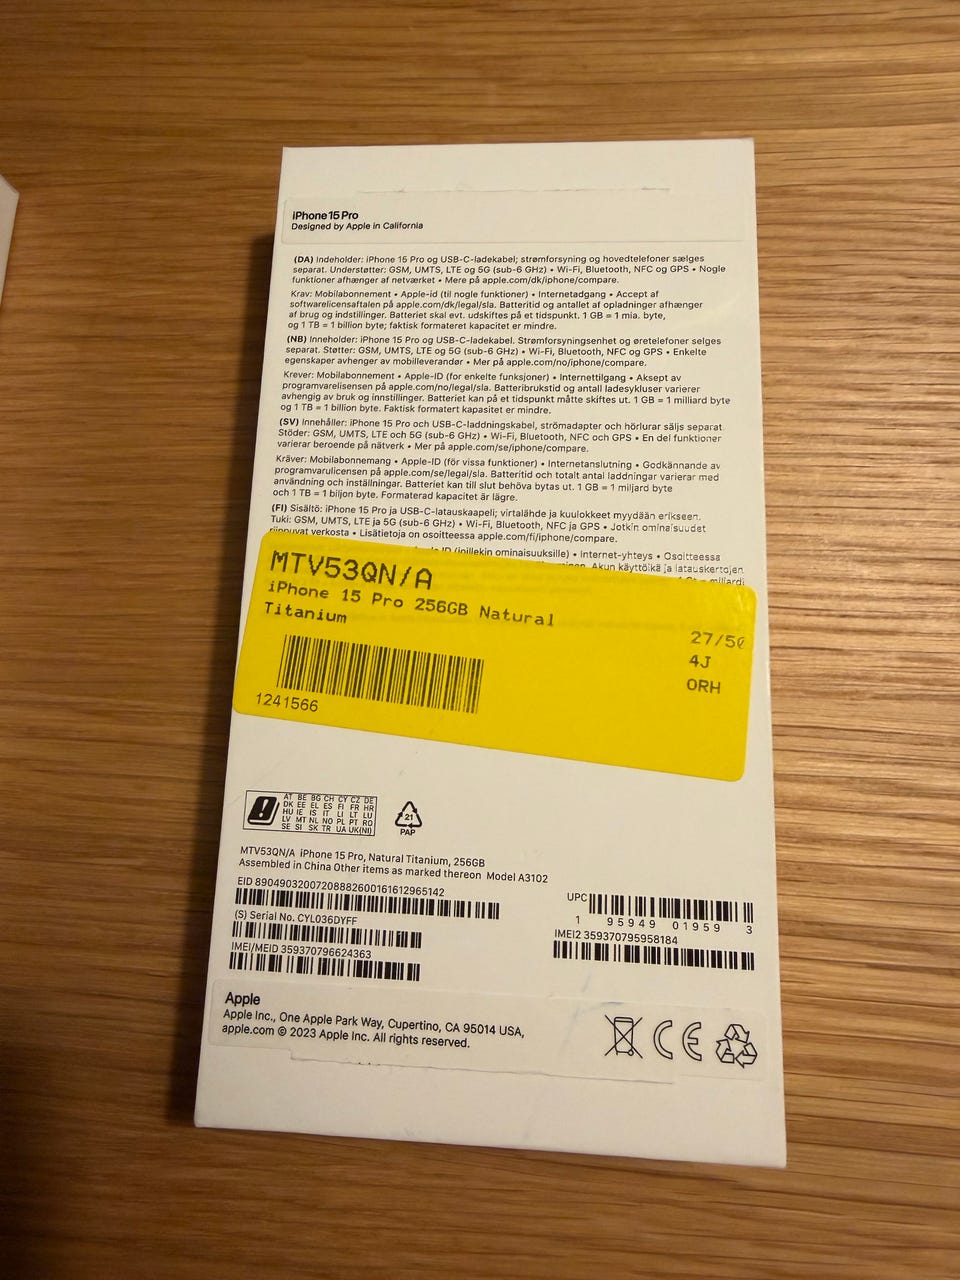 iPhone 15 Pro
Designed by Apple in California
(DA) Indeholder: iPhone 15 Pro og USB-C-ladekabel; strømforsyning og hovedtelefoner sælges
separat. Understøtter: GSM, UMTS, LTE og 5G (sub-6 GHz) • Wi-Fi, Bluetooth, NFC og GPS • Nogle
funktioner afhænger af netværket • Mere på apple.com/dk/iphone/compare.
Krav: Mobilabonnement • Apple-id (til nogle funktioner) • Internetadgang • Accept af
softwarelicensaftalen på apple.com/dk/legal/sla. Batteritid og antallet af opladninger afhænger
af brug og indstillinger. Batteriet skal evt. udskiftes på et tidspunkt. 1 GB = 1 mia. byte,
og 1 TB = 1 billion byte; faktisk formateret kapacitet er mindre.
(NB) Inneholder: iPhone 15 Pro og USB-C-ladekabel. Strømforsyningsenhet og øretelefoner selges
separat. Støtter: GSM, UMTS, LTE og 5G (sub-6 GHz) • Wi-Fi, Bluetooth, NFC og GPS • Enkelte
egenskaper avhenger av mobilleverandør • Mer på apple.com/no/iphone/compare.
Krever: Mobilabonnement • Apple-ID (for enkelte funksjoner) • Internettilgang • Aksept av
programvarelisensen på apple.com/no/legal/sla. Batteribrukstid og antall ladesykluser varierer
avhengig av bruk og innstillinger. Batteriet kan på et tidspunkt måtte skiftes ut. 1 GB = 1 milliard byte
og 1 TB = 1 billion byte. Faktisk formatert kapasitet er mindre.
(SV) Innehåller: iPhone 15 Pro och USB-C-laddningskabel, strömadapter och hörlurar säljs separat.
Stöder: GSM, UMTS, LTE och 5G (sub-6 GHz) • Wi-Fi, Bluetooth, NFC och GPS • En del funktioner
varierar beroende på nätverk • Mer på apple.com/se/iphone/compare.
Kräver: Mobilabonnemang • Apple-ID (för vissa funktioner) • Internetanslutning • Godkännande av
programvarulicensen på apple.com/se/legal/sla. Batteritid och totalt antal laddningar varierar med
användning och inställningar. Batteriet kan till slut behöva bytas ut. 1 GB = 1 miljard byte
och 1 TB = 1 biljon byte. Formaterad kapacitet är lägre.
(FI) Sisältö: iPhone 15 Pro ja USB-C-latauskaapeli; virtalähde ja kuulokkeet myydään erikseen.
Tuki: GSM, UMTS, LTE ja 5G (sub-6 GHz) • Wi-Fi, Bluetooth, NFC ja GPS • Jotkin ominaisuudet
riippuvat verkosta • Lisätietoja on osoitteessa apple.com/fi/iphone/compare.
ID (joillekin ominaisuuksille) • Internet-yhteys • Osoitteessa
Akun käyttöikä ja latauskertojen
miljardi
MTV53QN/A
iPhone 15 Pro 256GB Natural
Titanium
27/50
4J
ORH
1241566
AT BE BG CH CY CZ DE
DK EE EL ES FI FR HR
HU IE IS IT LI LT LU
LV MT NL NO PL PT RO
SE SI SK TR UA UK(NI)
21
PAP
MTV53QN/A iPhone 15 Pro, Natural Titanium, 256GB
Assembled in China Other items as marked thereon Model A3102
EID 89049032007208882600161612965142
(S) Serial No. CYL036DYFF
IMEI/MEID 359370796624363
UPC
1 95949 01959 3
IMEI2 359370795958184
Apple
Apple Inc., One Apple Park Way, Cupertino, CA 95014 USA,
apple.com © 2023 Apple Inc. All rights reserved.
CE